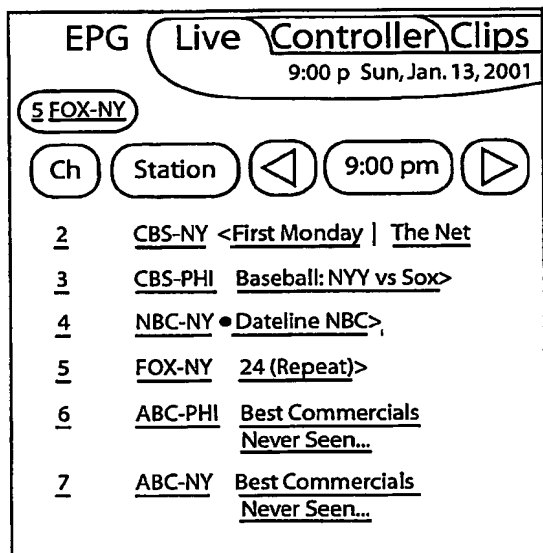 EPG Live Controller Clips
9:00 p Sun, Jan. 13, 2001
5 FOX-NY
Ch Station 9:00 pm
2 CBS-NY <First Monday | The Net
3 CBS-PHI Baseball: NYY vs Sox>
4 NBC-NY •Dateline NBC>
5 FOX-NY 24 (Repeat)>
6 ABC-PHI Best Commercials
Never Seen...
7 ABC-NY Best Commercials
Never Seen...